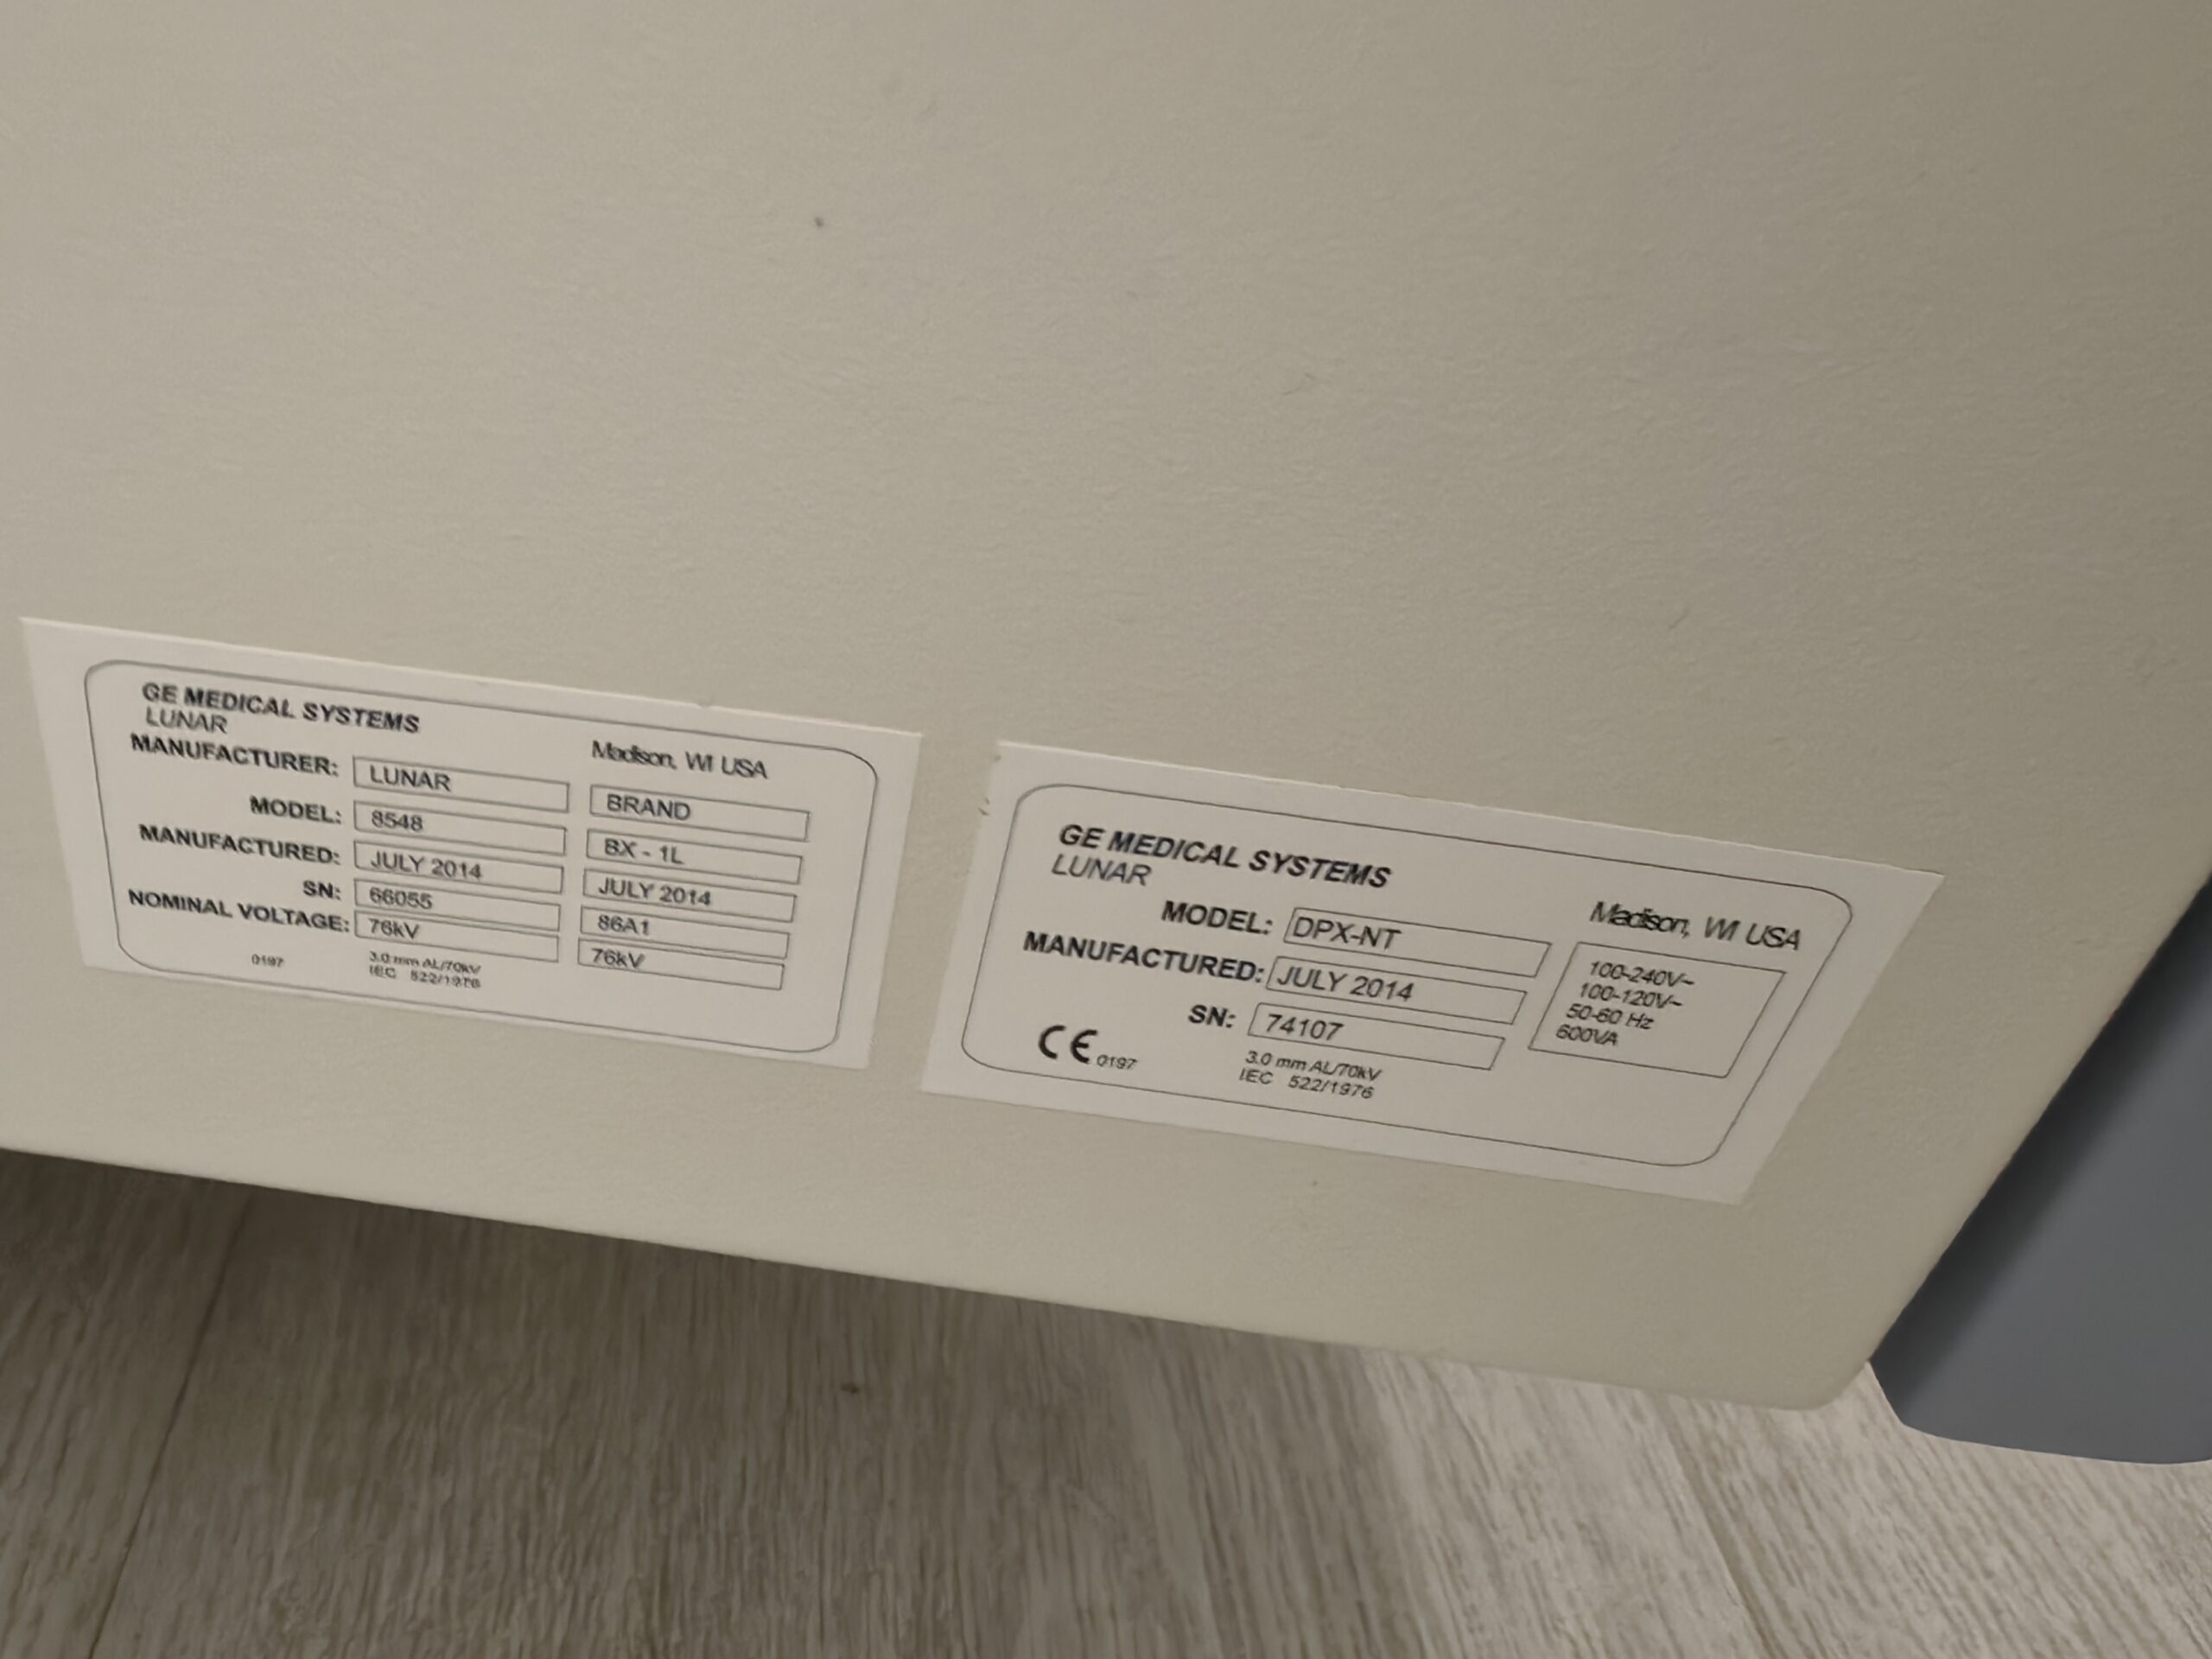 GE MEDICAL SYSTEMS
LUNAR
Madison, WI USA
MANUFACTURER: LUNAR BRAND
MODEL: 8548 BX - 1L
MANUFACTURED: JULY 2014 JULY 2014
SN: 66055 86A1
NOMINAL VOLTAGE: 76kV 76kV
0197 3.0 mm AL/70kV
IEC 522/1976
GE MEDICAL SYSTEMS
LUNAR
Madison, WI USA
MODEL: DPX-NT
MANUFACTURED: JULY 2014
SN: 74107
100-240V~
100-120V~
50-60 Hz
600VA
CE 0197
3.0 mm AL/70kV
IEC 522/1976